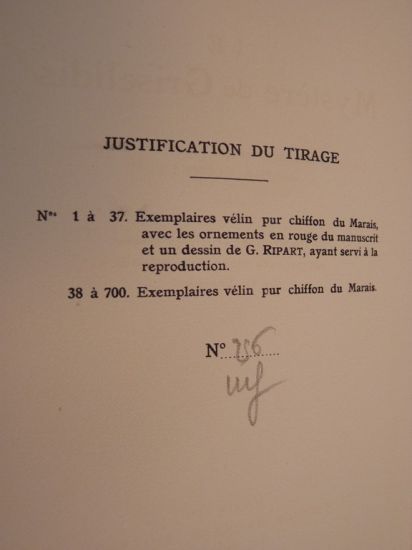 JUSTIFICATION DU TIRAGE
Nos 1 à 37. Exemplaires vélin pur chiffon du Marais,
avec les ornements en rouge du manuscrit
et un dessin de G. RIPART, ayant servi à la
reproduction.
38 à 700. Exemplaires vélin pur chiffon du Marais.
N° 256